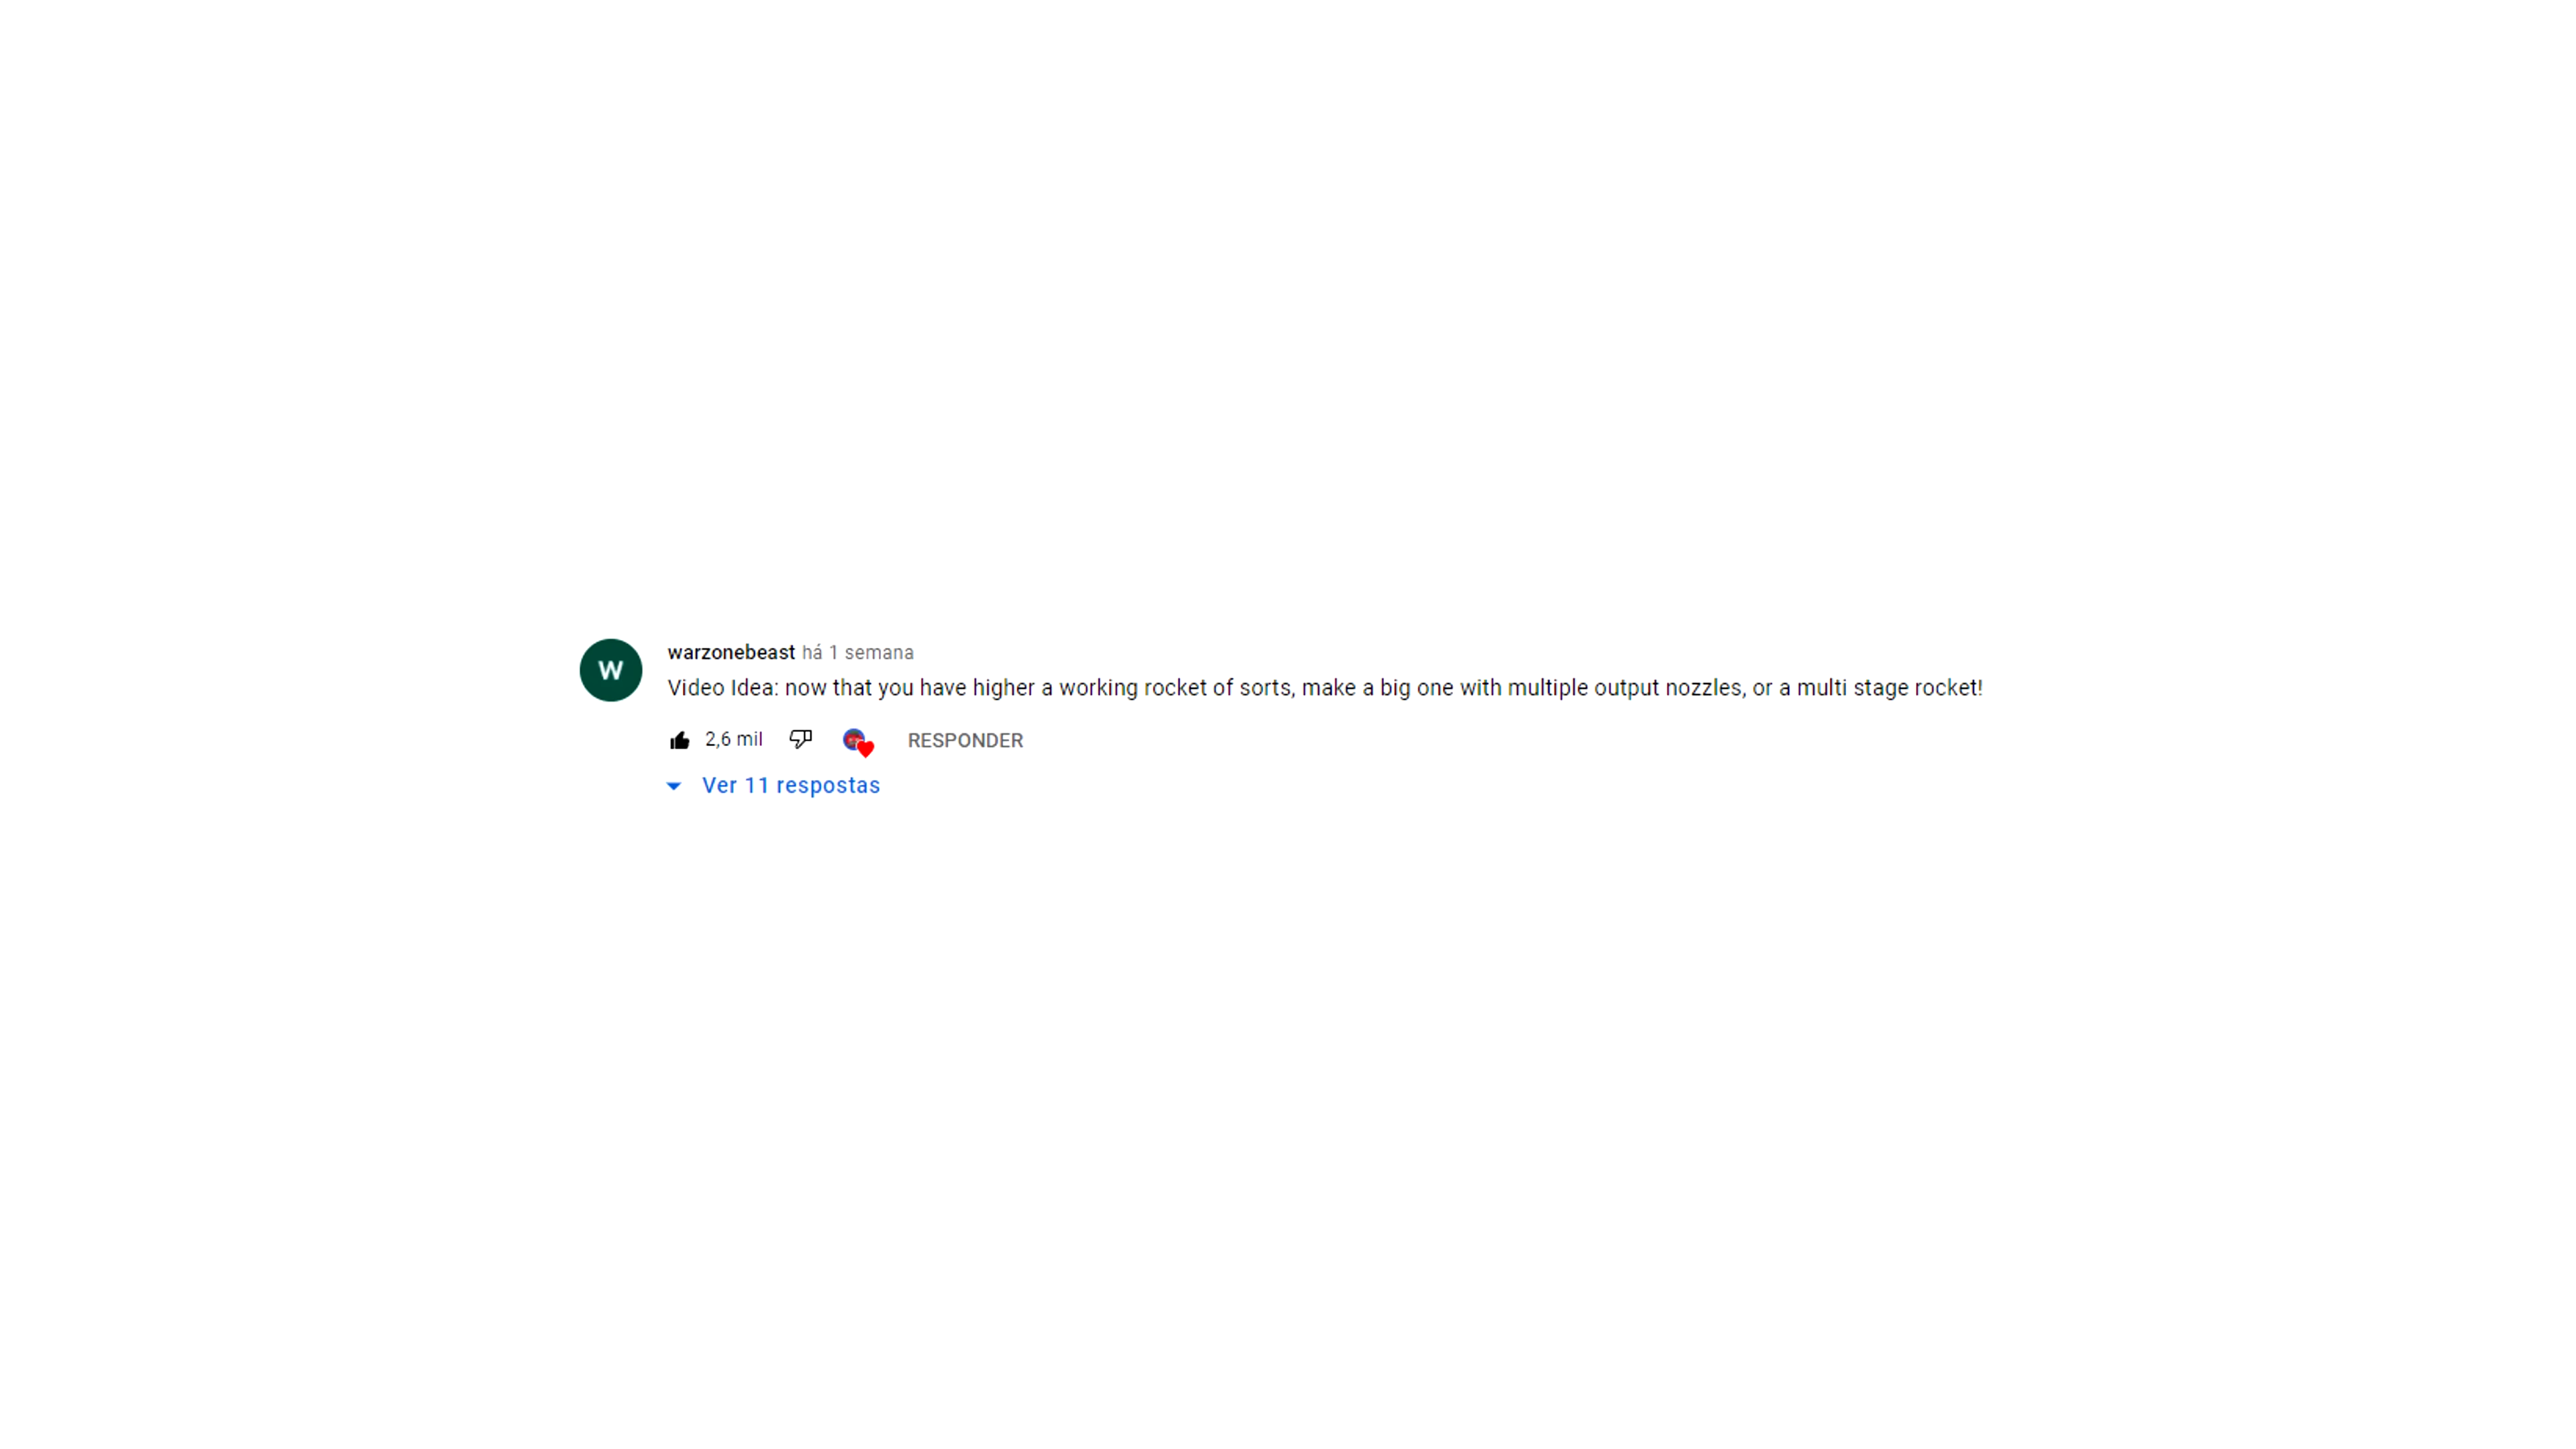 W
warzonebeast há 1 semana
Video Idea: now that you have higher a working rocket of sorts, make a big one with multiple output nozzles, or a multi stage rocket!
2,6 mil RESPONDER
Ver 11 respostas